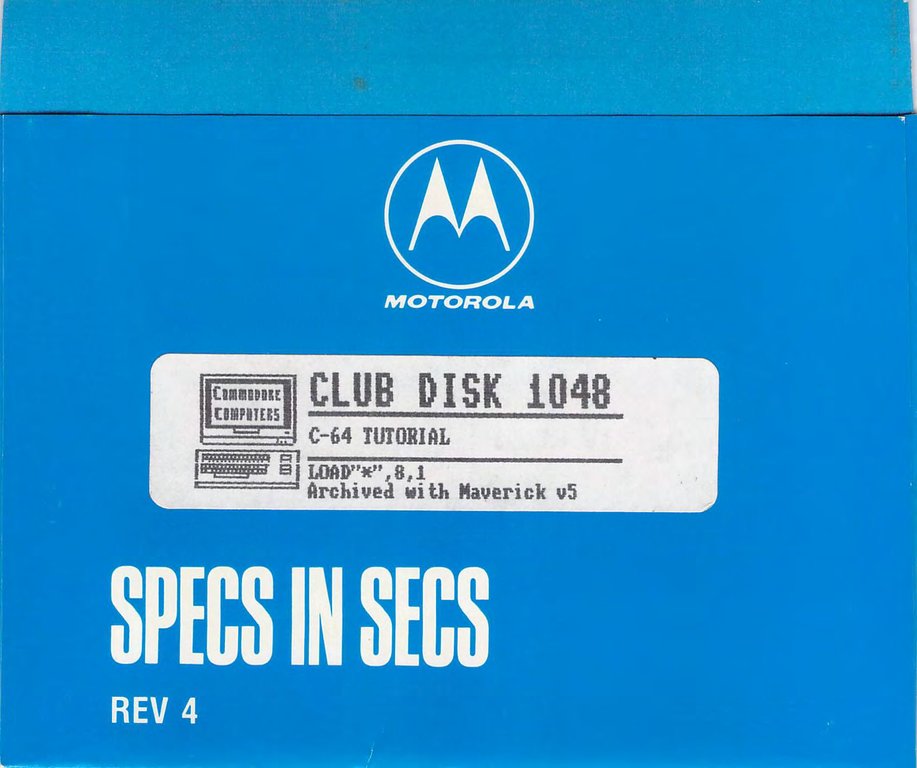 MOTOROLA
COMMODORE
COMPUTERS
CLUB DISK 1048
C-64 TUTORIAL
LOAD"*",8,1
Archived with Maverick v5
SPECS IN SECS
REV 4